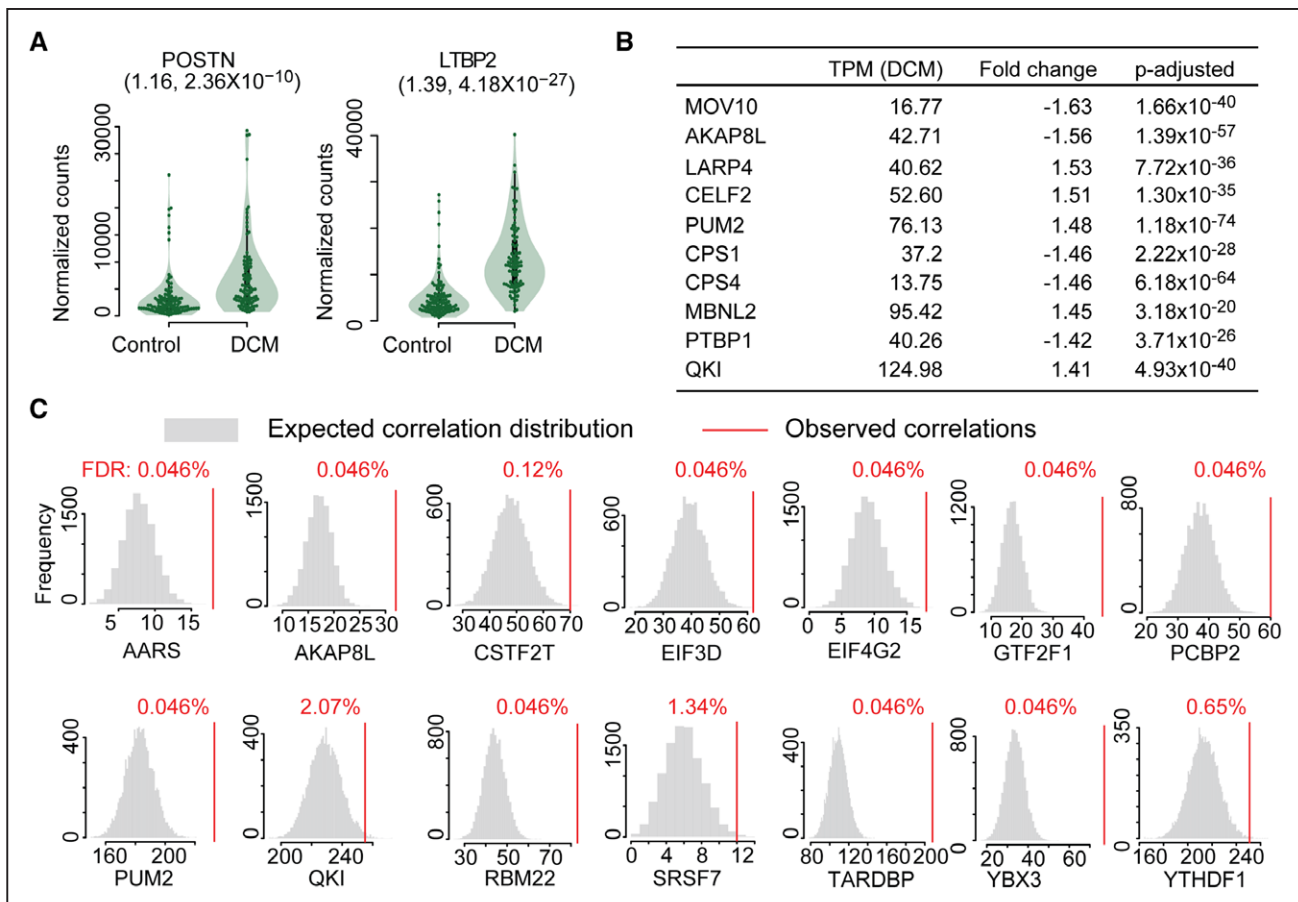 A
POSTN
(1.16, 2.36X10⁻¹⁰)
Normalized counts
30000
10000
0
Control DCM
LTBP2
(1.39, 4.18X10⁻²⁷)
Normalized counts
40000
20000
0
Control DCM
B
TPM (DCM) Fold change p-adjusted
MOV10 16.77 -1.63 1.66x10⁻⁴⁰
AKAP8L 42.71 -1.56 1.39x10⁻⁵⁷
LARP4 40.62 1.53 7.72x10⁻³⁶
CELF2 52.60 1.51 1.30x10⁻³⁵
PUM2 76.13 1.48 1.18x10⁻⁷⁴
CPS1 37.2 -1.46 2.22x10⁻²⁸
CPS4 13.75 -1.46 6.18x10⁻⁶⁴
MBNL2 95.42 1.45 3.18x10⁻²⁰
PTBP1 40.26 -1.42 3.71x10⁻²⁶
QKI 124.98 1.41 4.93x10⁻⁴⁰
C
Expected correlation distribution Observed correlations
FDR: 0.046%
Frequency
1500
0
5 10 15
AARS
0.046%
1500
0
10 15 20 25 30
AKAP8L
0.12%
600
0
30 40 50 60 70
CSTF2T
0.046%
600
0
20 30 40 50 60
EIF3D
0.046%
1500
1000
500
0
0 5 10 15
EIF4G2
0.046%
1200
600
0
10 20 30 40
GTF2F1
0.046%
800
400
0
20 30 40 50 60
PCBP2
0.046%
400
0
160 200 220
PUM2
2.07%
400
200
0
200 240 260
QKI
0.046%
800
400
0
30 50 70
RBM22
1.34%
1500
0
0 4 8 12
SRSF7
0.046%
400
0
80 120 160 200
TARDBP
0.046%
800
0
20 40 60
YBX3
0.65%
350
150
0
160 200 240
YTHDF1